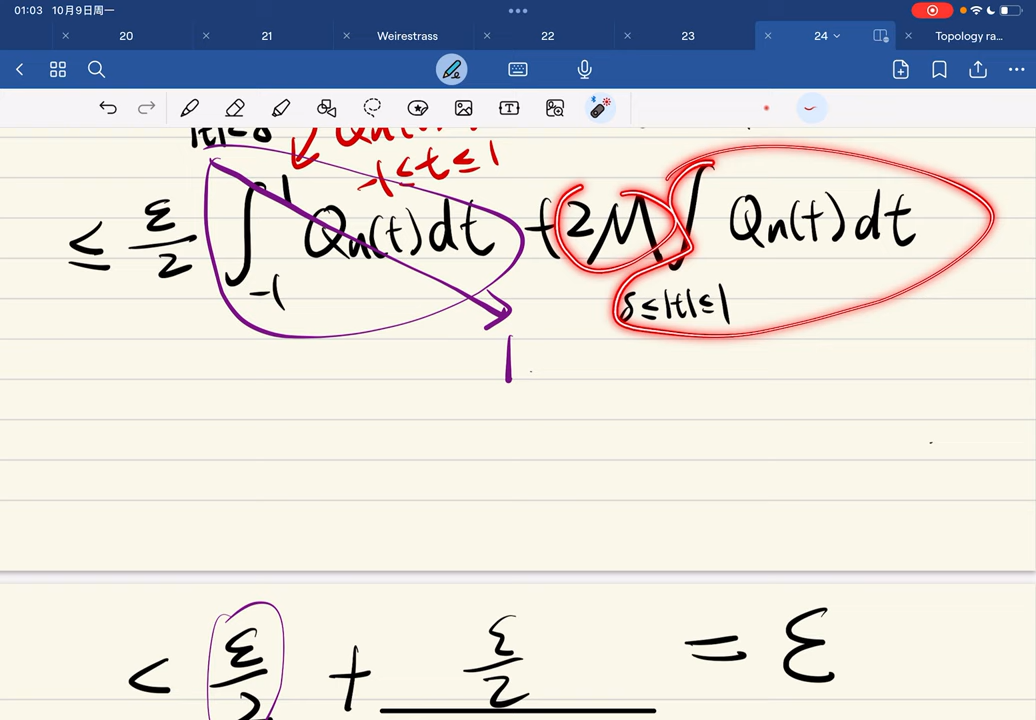 01:03 10月9日周一
20 21 Weirestrass 22 23 24 Topology ra...
-1≤t≤1
≤ ε/2 ∫_{-1}^{1} Qn(t)dt + 2M ∫_{δ≤|t|≤1} Qn(t)dt
1
< ε/2 + ε/2 = ε